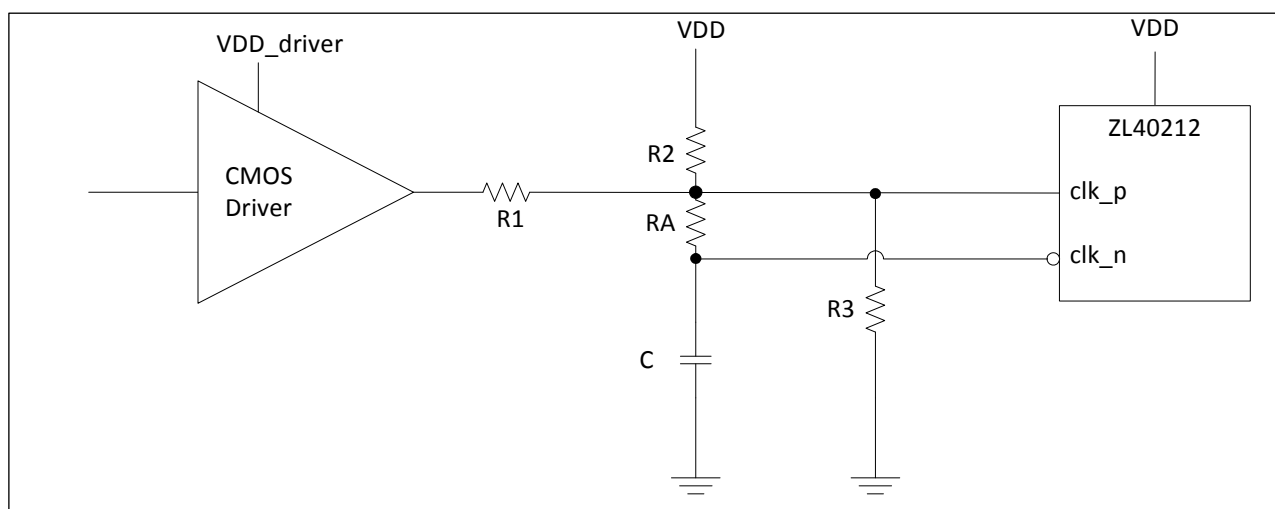 VDD_driver
VDD
VDD
ZL40212
R2
CMOS
Driver
clk_p
R1
RA
clk_n
R3
C